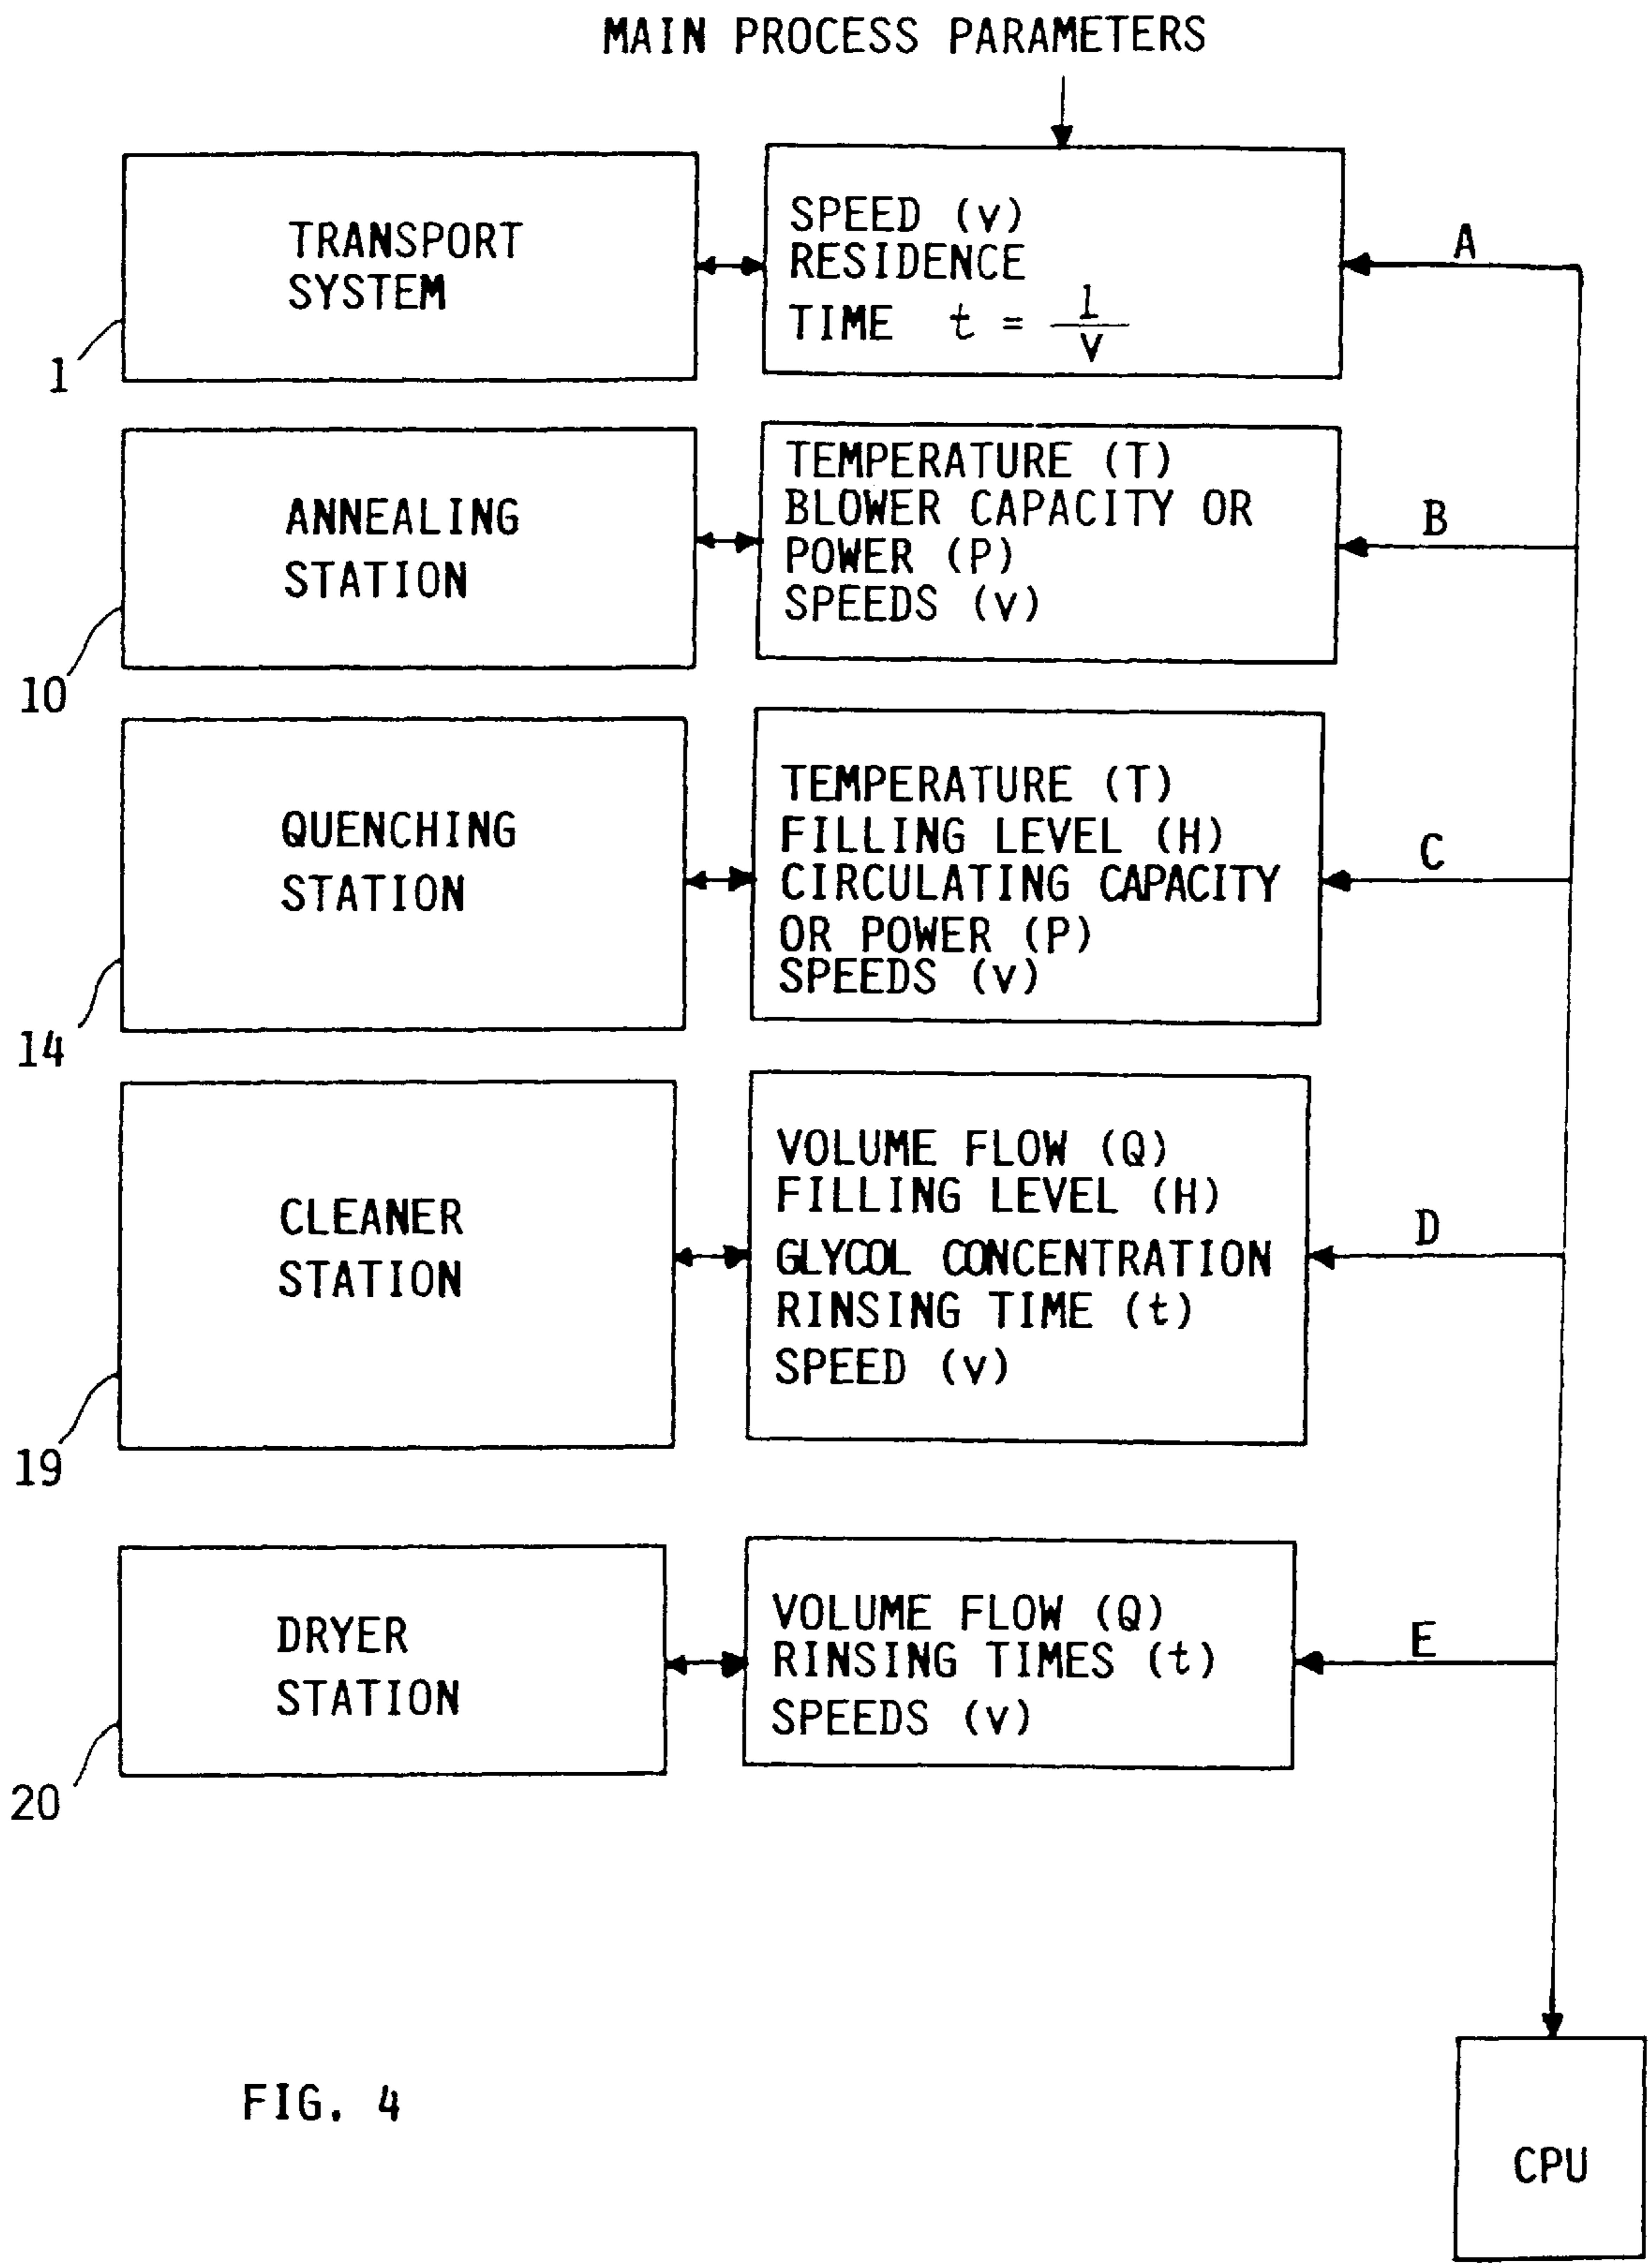 MAIN PROCESS PARAMETERS
TRANSPORT
SYSTEM
1
SPEED (v)
RESIDENCE
TIME t = 1/v
A
ANNEALING
STATION
10
TEMPERATURE (T)
BLOWER CAPACITY OR
POWER (P)
SPEEDS (v)
B
QUENCHING
STATION
14
TEMPERATURE (T)
FILLING LEVEL (H)
CIRCULATING CAPACITY
OR POWER (P)
SPEEDS (v)
C
CLEANER
STATION
19
VOLUME FLOW (Q)
FILLING LEVEL (H)
GLYCOL CONCENTRATION
RINSING TIME (t)
SPEED (v)
D
DRYER
STATION
20
VOLUME FLOW (Q)
RINSING TIMES (t)
SPEEDS (v)
E
FIG. 4
CPU